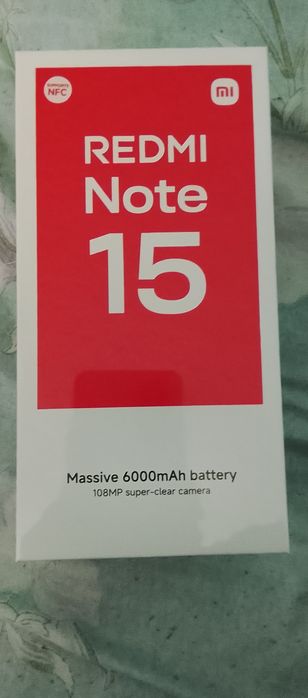 SUPPORTS
NFC
mi
REDMI
Note
15
Massive 6000mAh battery
108MP super-clear camera